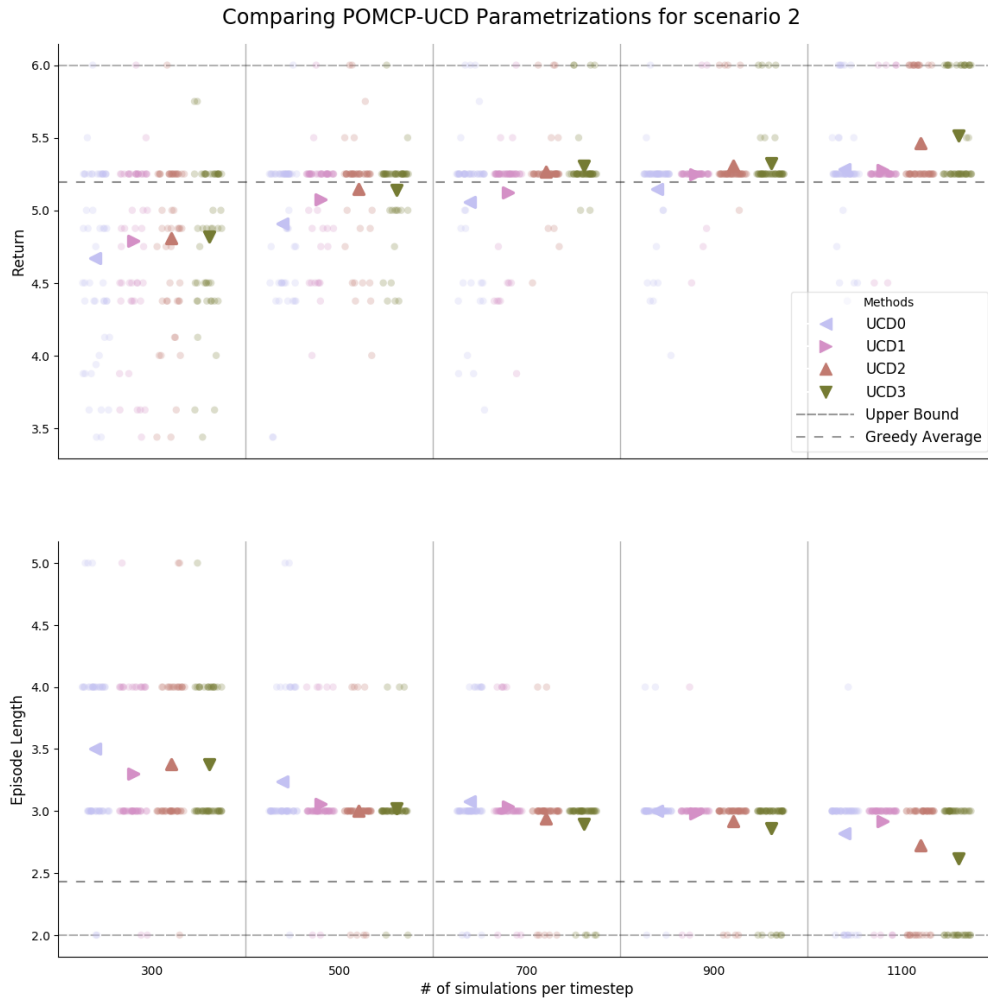 Comparing POMCP-UCD Parametrizations for scenario 2
6.0
5.5
5.0
4.5
4.0
3.5
Return
Methods
UCD0
UCD1
UCD2
UCD3
Upper Bound
Greedy Average
5.0
4.5
4.0
3.5
3.0
2.5
2.0
Episode Length
300 500 700 900 1100
# of simulations per timestep